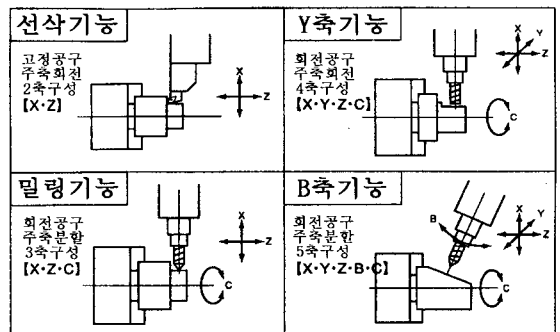 선삭기능
고정공구
주축회전
2축구성
【X·Z】
X
Z
Y축기능
회전공구
주축회전
4축구성
【X·Y·Z·C】
X
Y
Z
C
밀링기능
회전공구
주축분할
3축구성
【X·Z·C】
X
Z
C
B축기능
회전공구
주축분할
5축구성
【X·Y·Z·B·C】
B
X
Y
Z
C